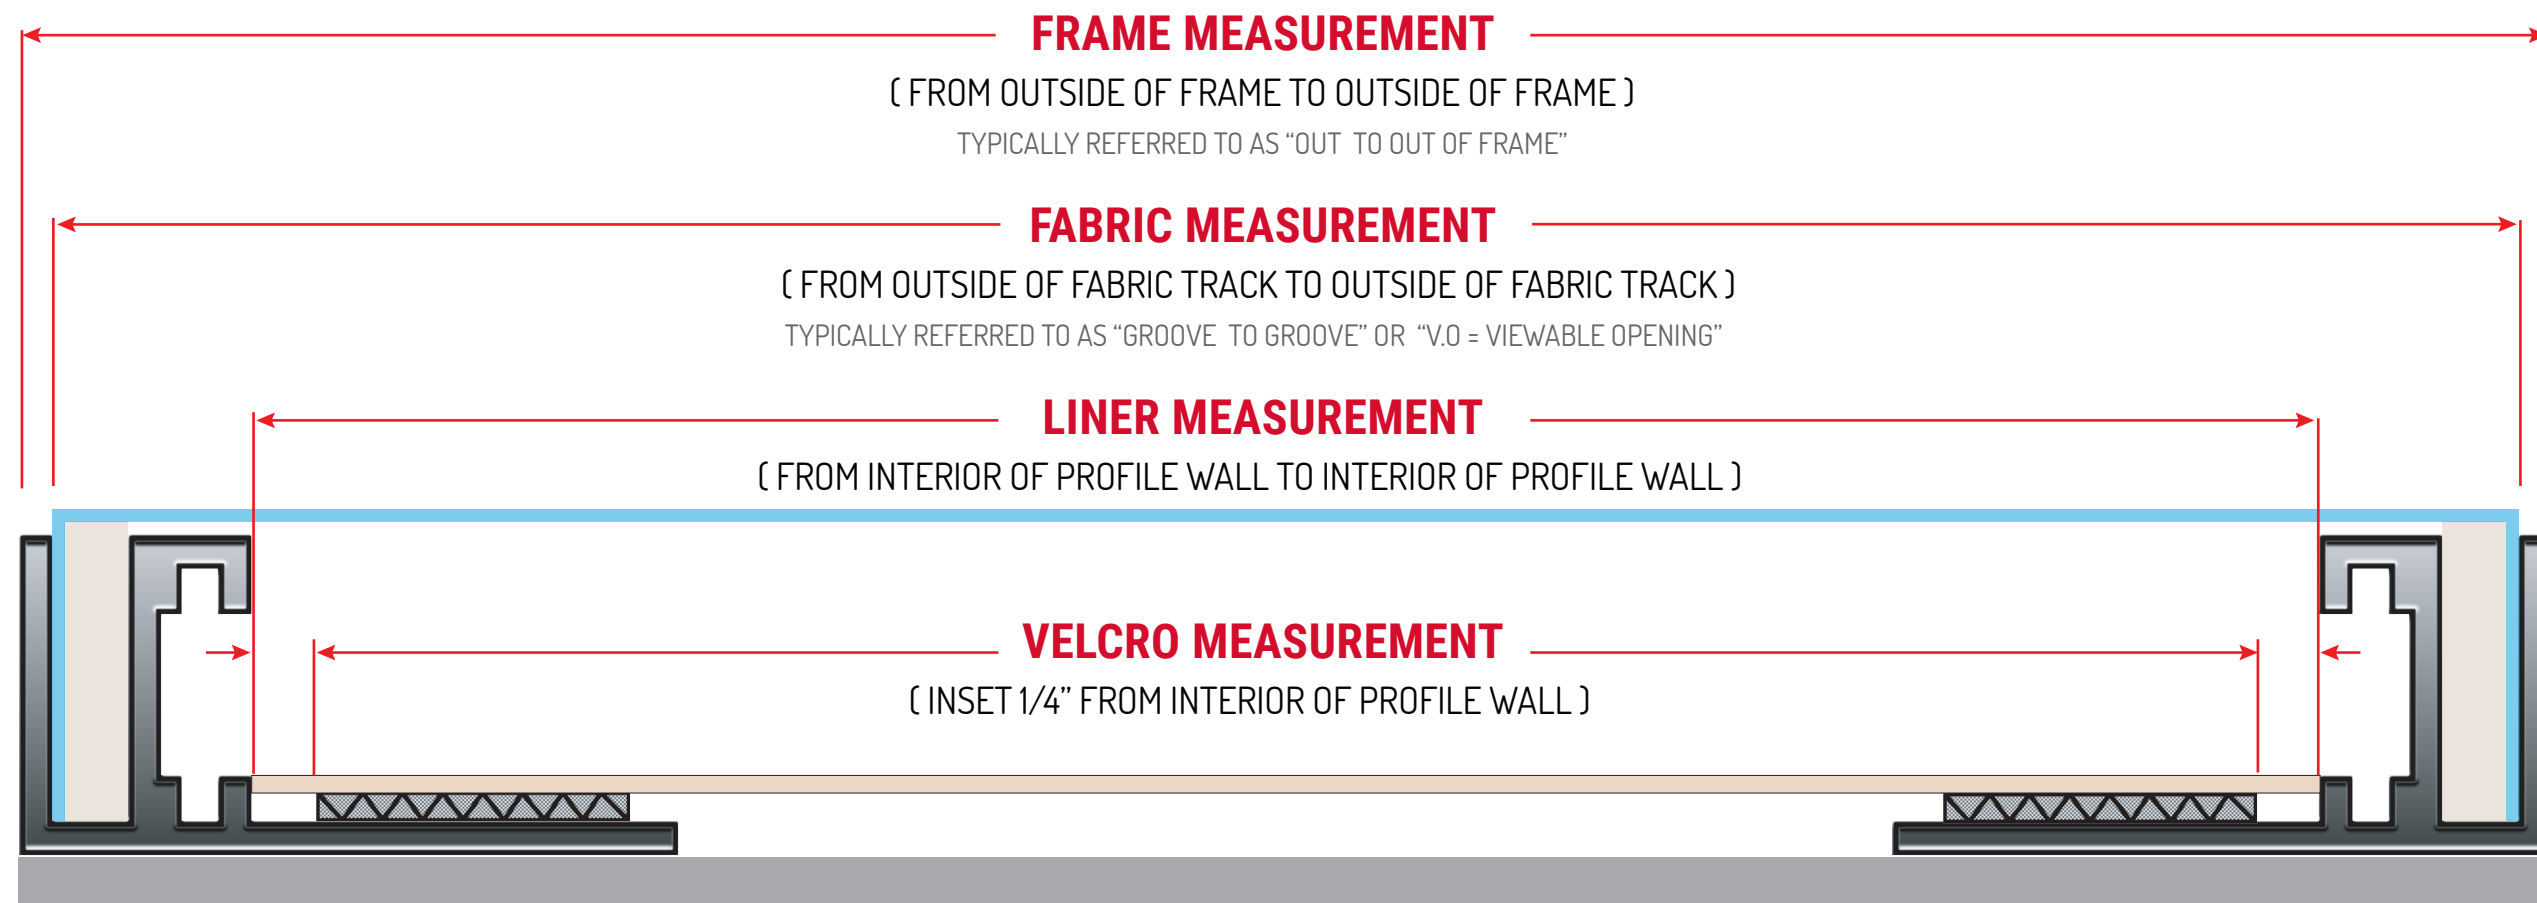 FRAME MEASUREMENT
( FROM OUTSIDE OF FRAME TO OUTSIDE OF FRAME )
TYPICALLY REFERRED TO AS “OUT TO OUT OF FRAME”
FABRIC MEASUREMENT
( FROM OUTSIDE OF FABRIC TRACK TO OUTSIDE OF FABRIC TRACK )
TYPICALLY REFERRED TO AS “GROOVE TO GROOVE” OR “V.O = VIEWABLE OPENING”
LINER MEASUREMENT
( FROM INTERIOR OF PROFILE WALL TO INTERIOR OF PROFILE WALL )
VELCRO MEASUREMENT
( INSET 1/4” FROM INTERIOR OF PROFILE WALL )